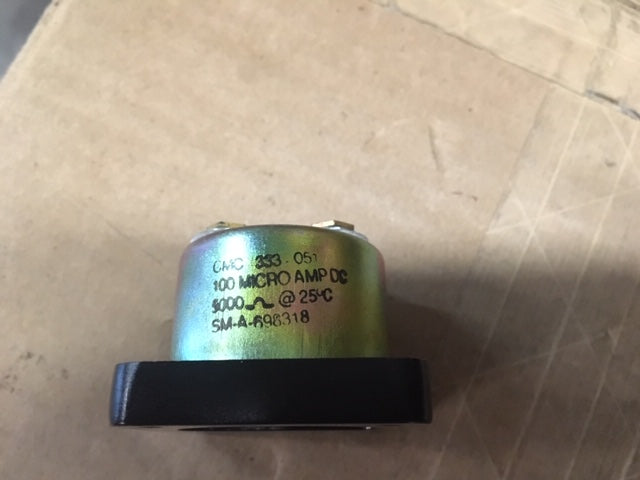 CMC 333-051
100 MICRO AMP DC
5000 Ω @ 25°C
SM-A-696318